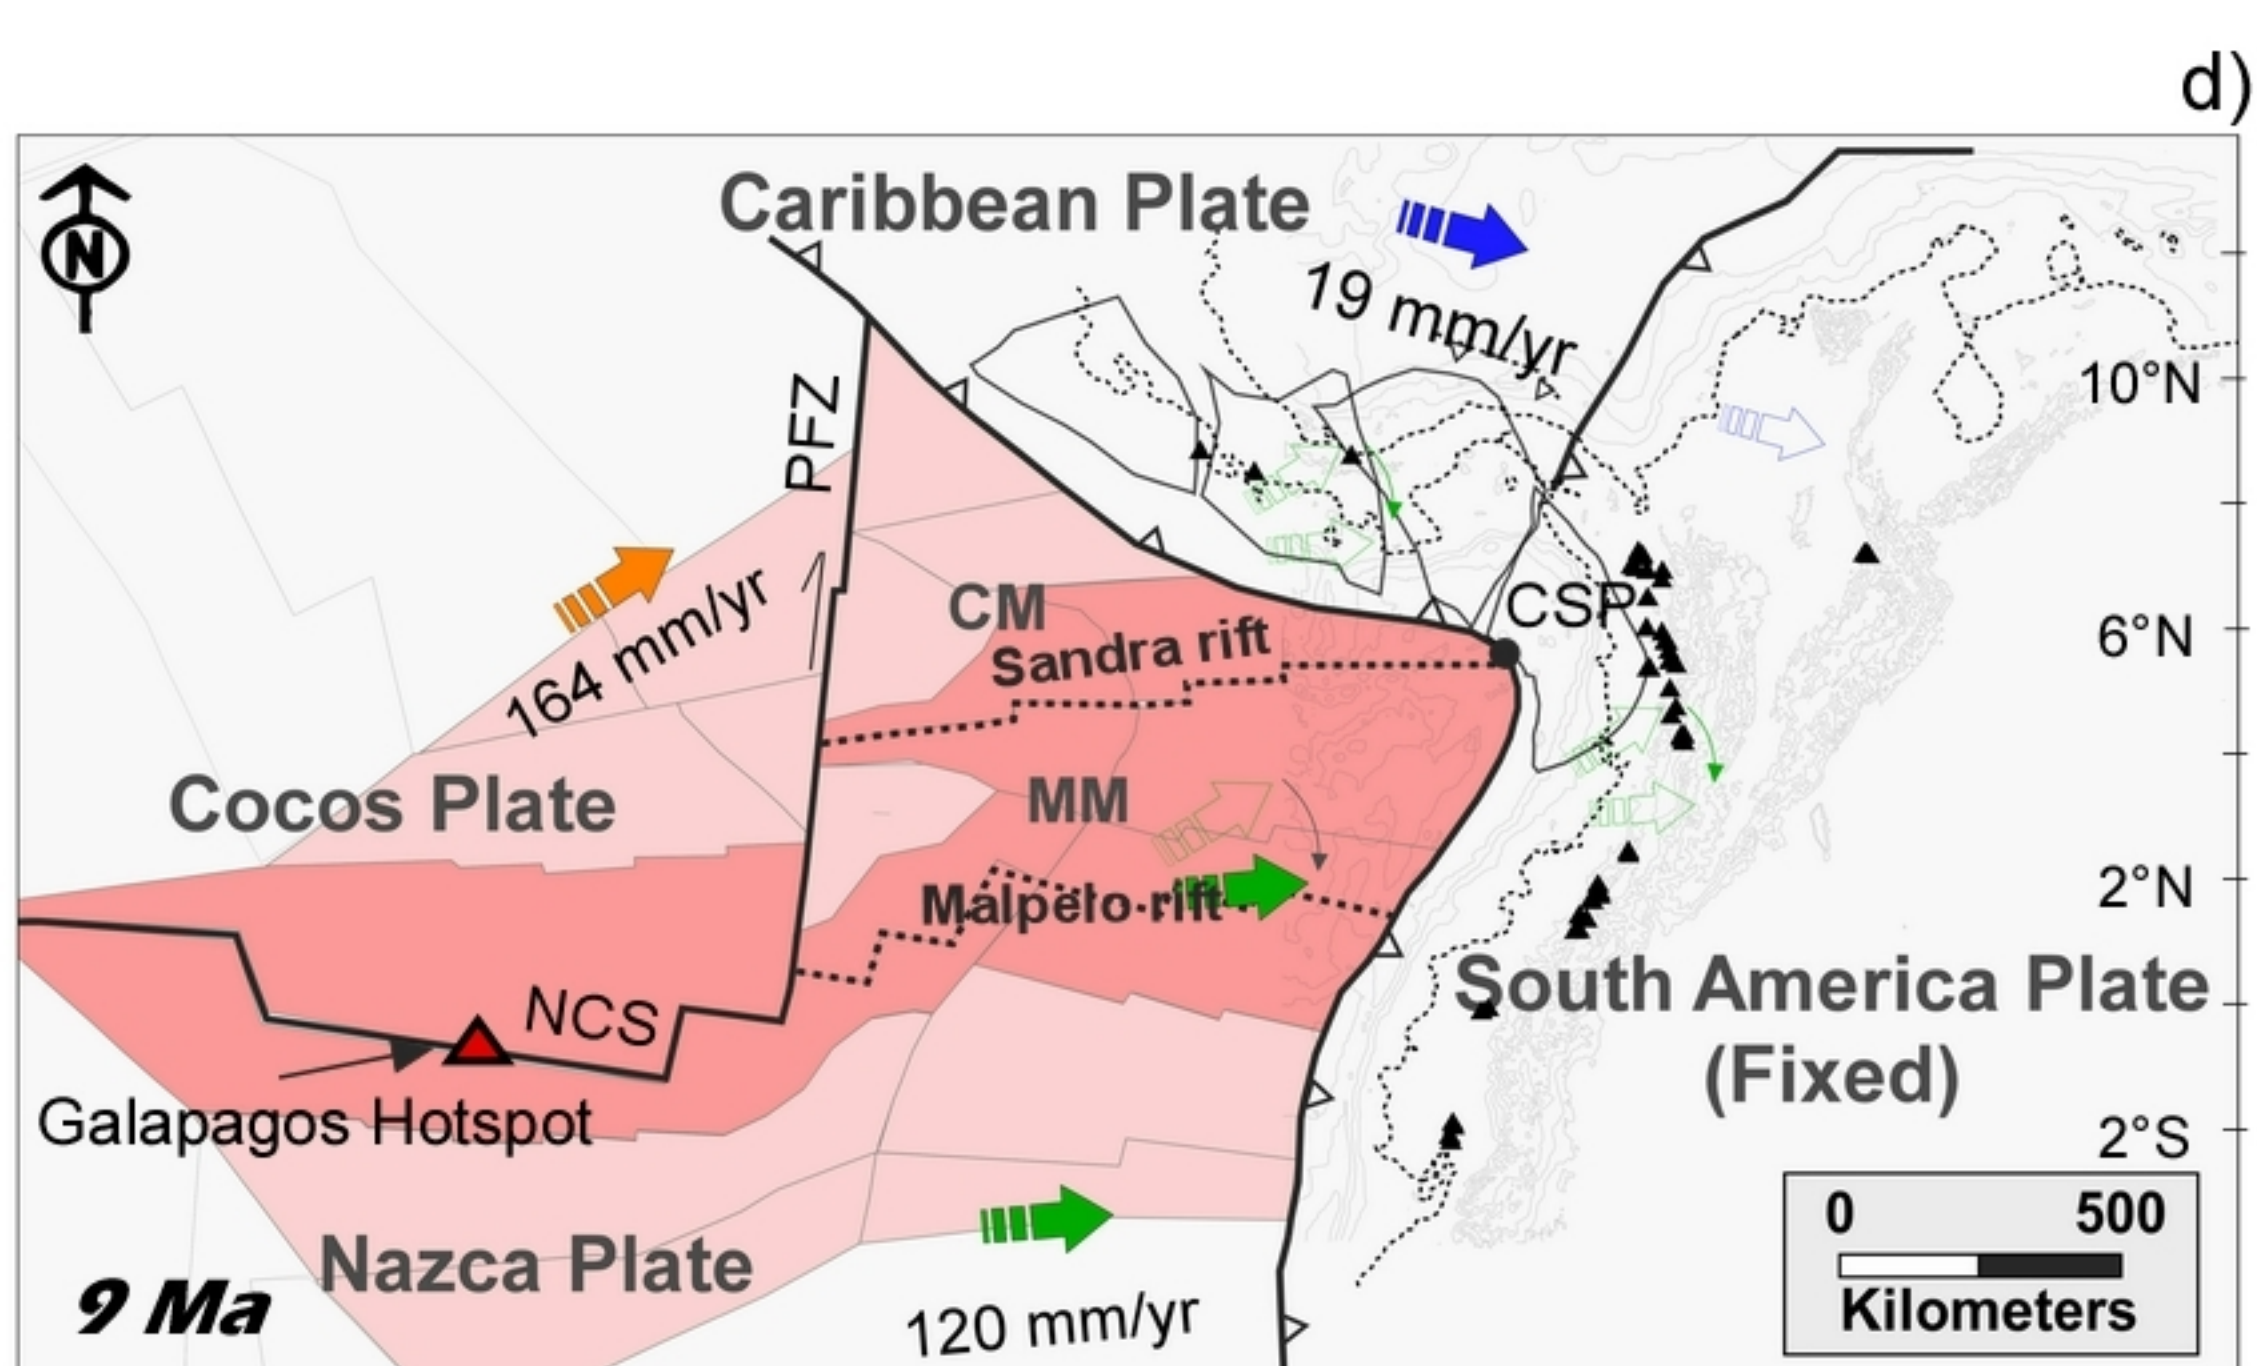 d)
N
Caribbean Plate
19 mm/yr
10°N
PFZ
164 mm/yr
CM
CSP
Sandra rift
6°N
Cocos Plate
MM
Malpelo rift
2°N
South America Plate
(Fixed)
NCS
Galapagos Hotspot
2°S
Nazca Plate
9 Ma
120 mm/yr
0 500
Kilometers